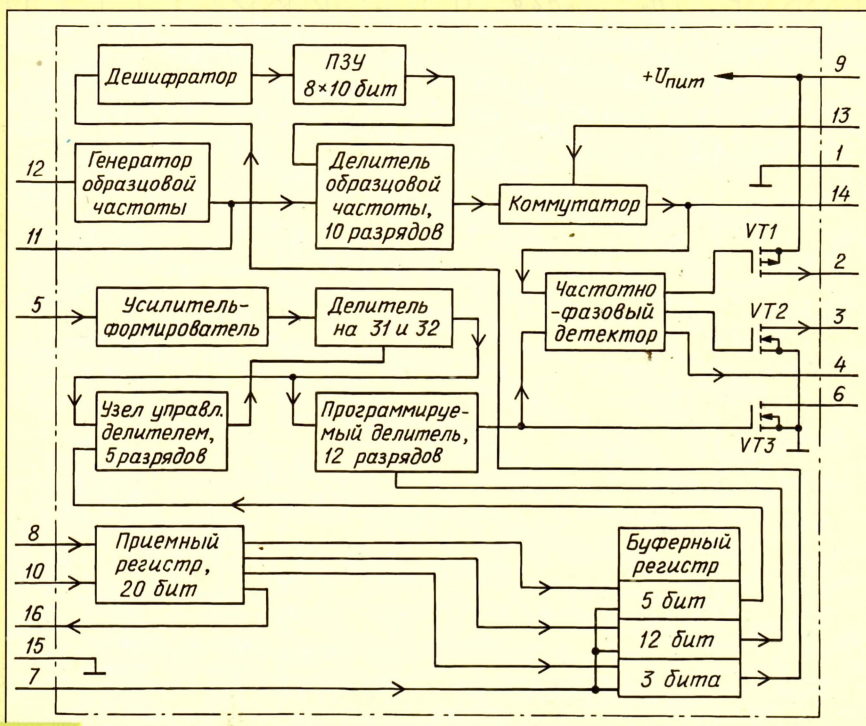 Дешифратор
ПЗУ
8×10 бит
+Uпит
9
13
1
12
Генератор
образцовой
частоты
Делитель
образцовой
частоты,
10 разрядов
Коммутатор
14
11
VT1
2
5
Усилитель-
формирователь
Делитель
на 31 и 32
Частотно
-фазовый
детектор
VT2
3
4
Узел управл.
делителем,
5 разрядов
Программируе-
мый делитель,
12 разрядов
6
VT3
8
10
16
15
7
Приемный
регистр,
20 бит
Буферный
регистр
5 бит
12 бит
3 бита